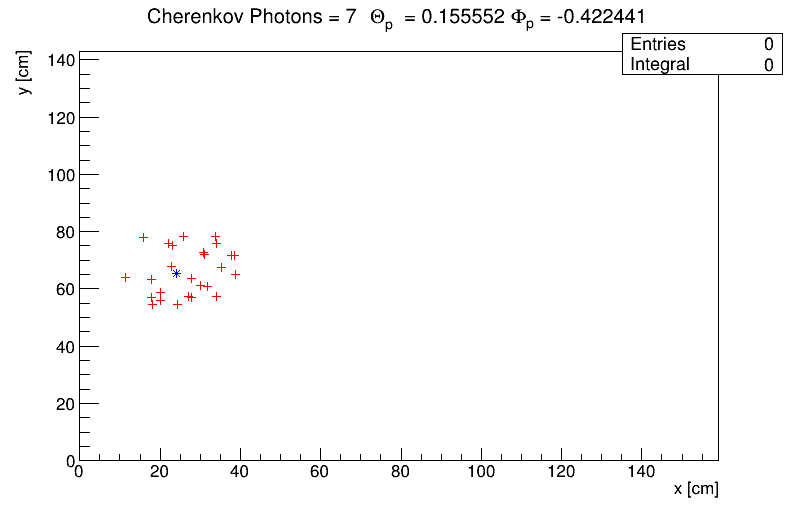 Cherenkov Photons = 7 Θp = 0.155552 Φp = -0.422441
Entries 0
Integral 0
y [cm]
140
120
100
80
60
40
20
0
0 20 40 60 80 100 120 140
x [cm]